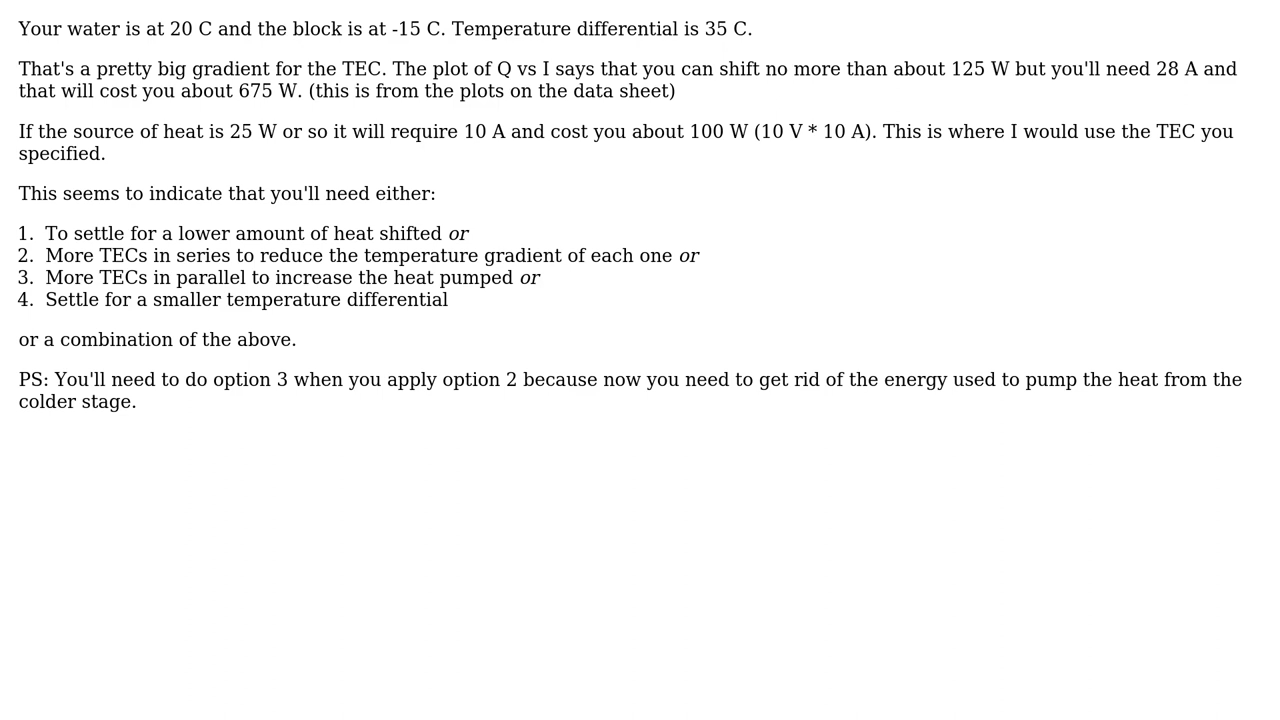 Your water is at 20 C and the block is at -15 C. Temperature differential is 35 C.
That's a pretty big gradient for the TEC. The plot of Q vs I says that you can shift no more than about 125 W but you'll need 28 A and
that will cost you about 675 W. (this is from the plots on the data sheet)
If the source of heat is 25 W or so it will require 10 A and cost you about 100 W (10 V * 10 A). This is where I would use the TEC you
specified.
This seems to indicate that you'll need either:
1. To settle for a lower amount of heat shifted or
2. More TECs in series to reduce the temperature gradient of each one or
3. More TECs in parallel to increase the heat pumped or
4. Settle for a smaller temperature differential
or a combination of the above.
PS: You'll need to do option 3 when you apply option 2 because now you need to get rid of the energy used to pump the heat from the
colder stage.